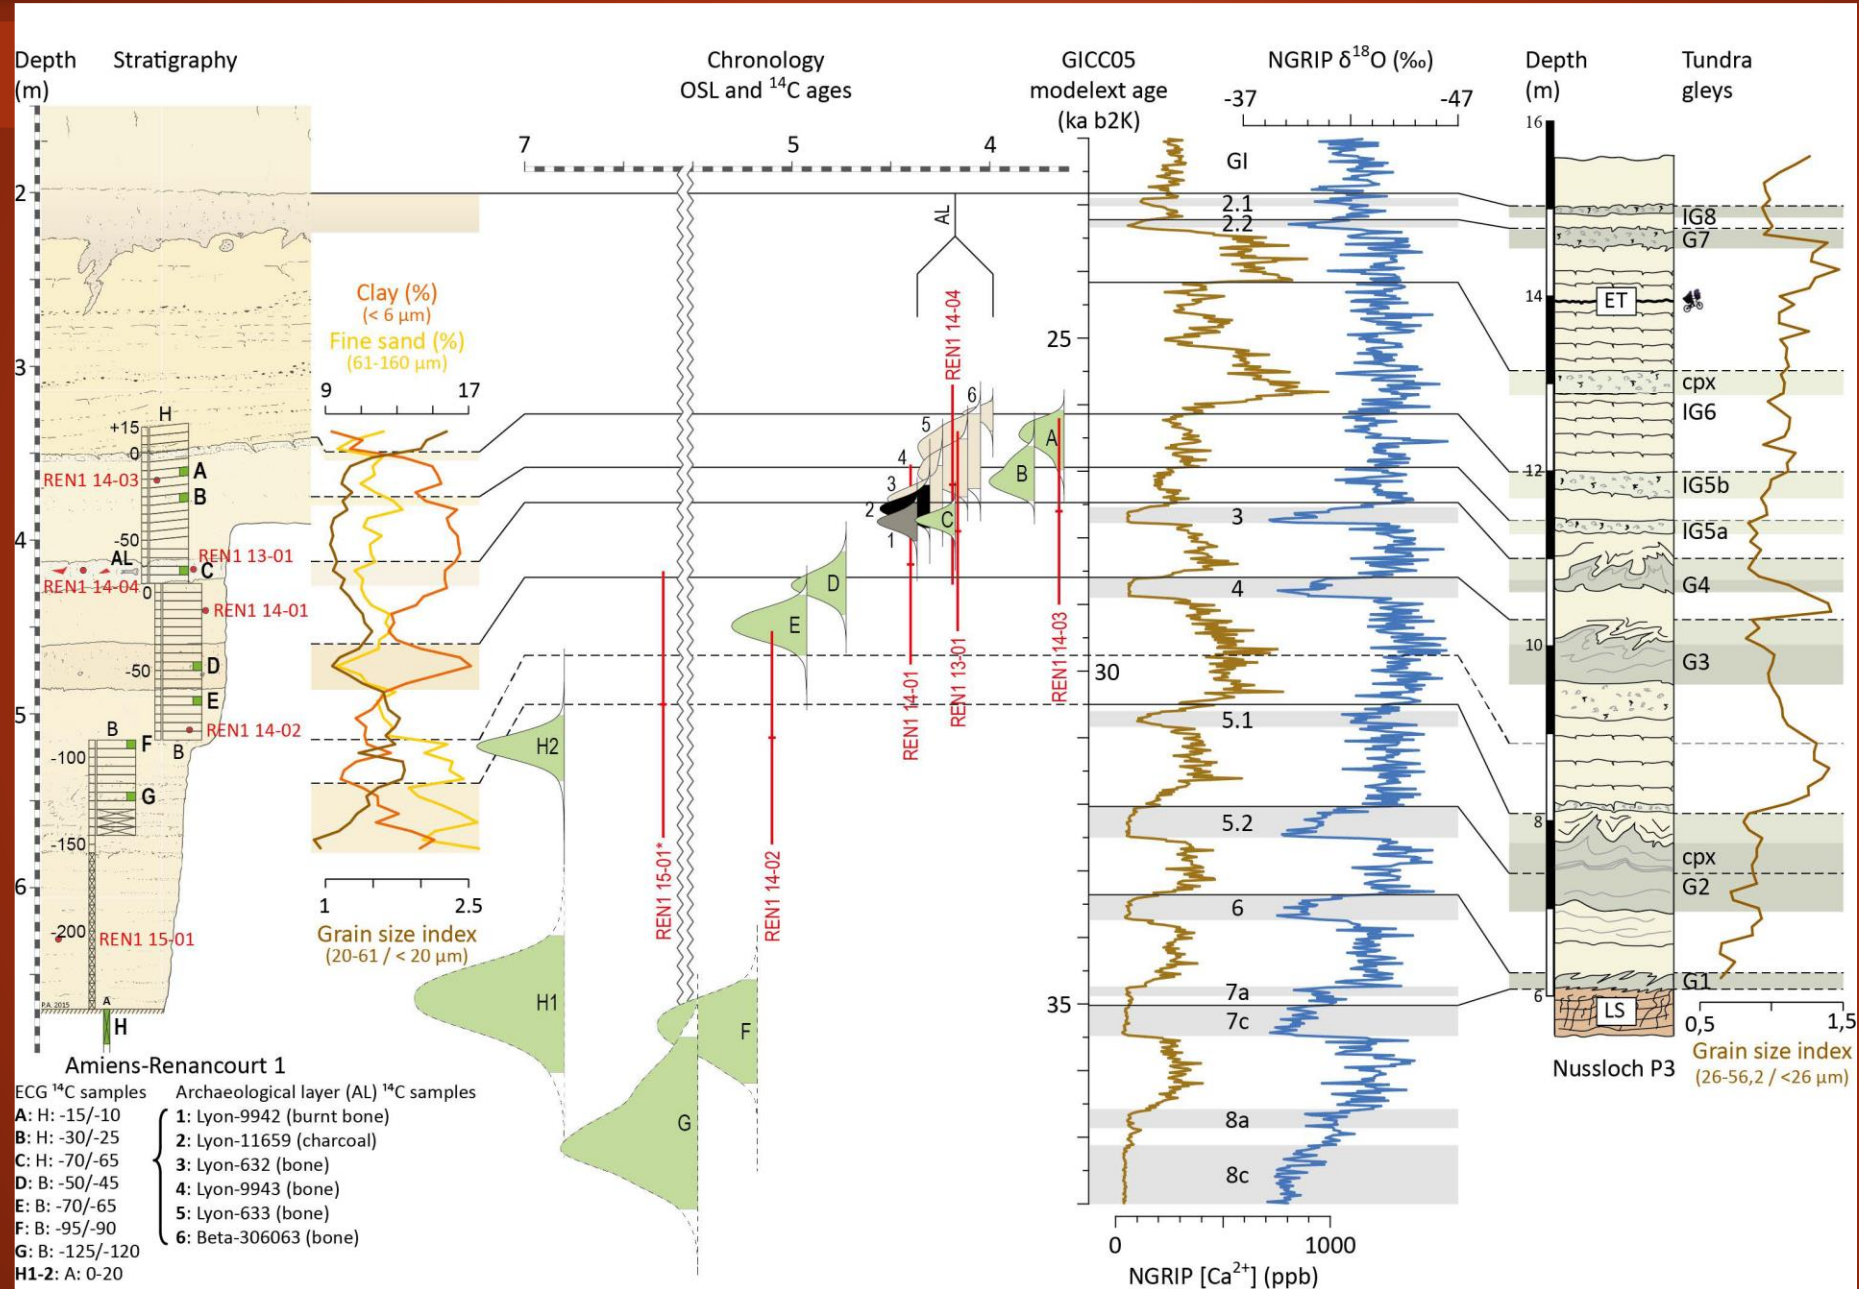 Depth
(m)
Stratigraphy
Chronology
OSL and ¹⁴C ages
GICC05
modelext age
(ka b2K)
NGRIP δ¹⁸O (‰)
-37
-47
Depth
(m)
Tundra
gleys
7
5
4
2
3
4
5
6
Clay (%)
(< 6 µm)
Fine sand (%)
(61-160 µm)
9
17
H
+15
0
-50
AL
0
-50
B
B
-100
-150
-200
A
A
B
C
D
E
F
G
H
REN1 14-03
REN1 13-01
REN1 14-04
REN1 14-01
REN1 14-02
REN1 15-01
P.A. 2015
1
2.5
Grain size index
(20-61 / < 20 µm)
AL
REN1 14-04
6
5
4
3
2
1
A
B
C
D
E
H2
H1
F
G
REN1 15-01*
REN1 14-02
REN1 14-01
REN1 13-01
REN1 14-03
25
30
35
GI
2.1
2.2
3
4
5.1
5.2
6
7a
7c
8a
8c
0
1000
NGRIP [Ca²⁺] (ppb)
16
14
12
10
8
6
ET
LS
IG8
G7
cpx
IG6
IG5b
IG5a
G4
G3
cpx
G2
G1
0,5
1,5
Nussloch P3
Grain size index
(26-56,2 / <26 µm)
Amiens-Renancourt 1
ECG ¹⁴C samples
A: H: -15/-10
B: H: -30/-25
C: H: -70/-65
D: B: -50/-45
E: B: -70/-65
F: B: -95/-90
G: B: -125/-120
H1-2: A: 0-20
Archaeological layer (AL) ¹⁴C samples
1: Lyon-9942 (burnt bone)
2: Lyon-11659 (charcoal)
3: Lyon-632 (bone)
4: Lyon-9943 (bone)
5: Lyon-633 (bone)
6: Beta-306063 (bone)